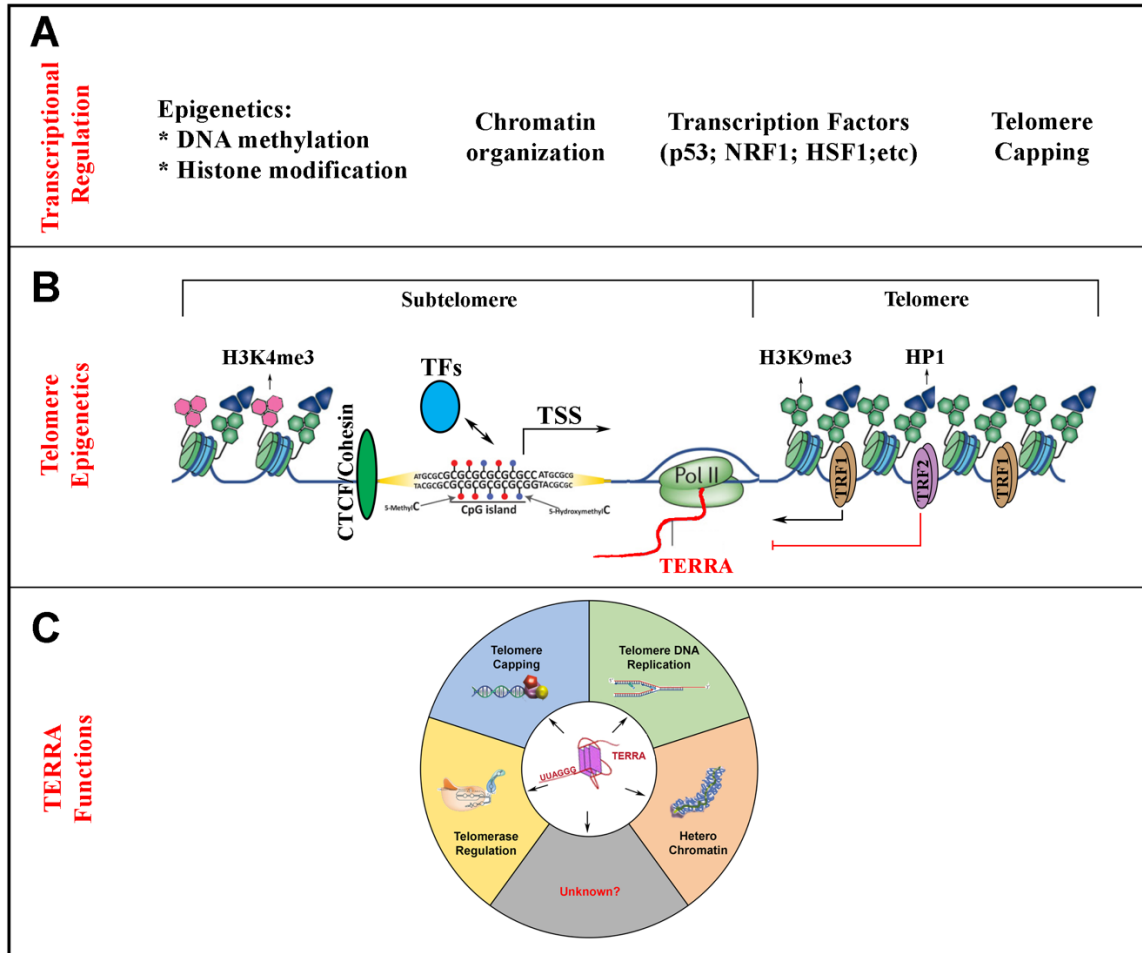 A
Transcriptional
Regulation
Epigenetics:
* DNA methylation
* Histone modification
Chromatin
organization
Transcription Factors
(p53; NRF1; HSF1;etc)
Telomere
Capping
B
Telomere
Epigenetics
Subtelomere
Telomere
H3K4me3
TFs
TSS
H3K9me3
HP1
CTCF/Cohesin
ATGCGCGCGCGCGCGCGCCATGCGCG
TACGCGCGCGCGCGCGCGGTACGCGC
5-MethylC
CpG island
5-HydroxymethylC
Pol II
TERRA
TRF1
TRF2
TRF1
C
TERRA
Functions
Telomere
Capping
Telomere DNA
Replication
TERRA
UUAGGG
Telomerase
Regulation
Hetero
Chromatin
Unknown?